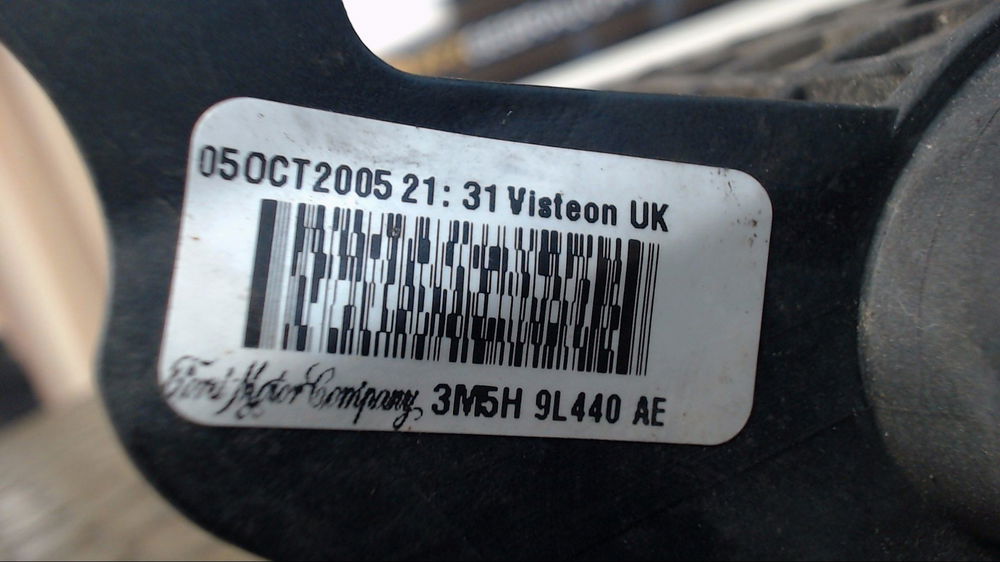 05OCT2005 21:31 Visteon UK
Ford Motor Company 3M5H 9L440 AE